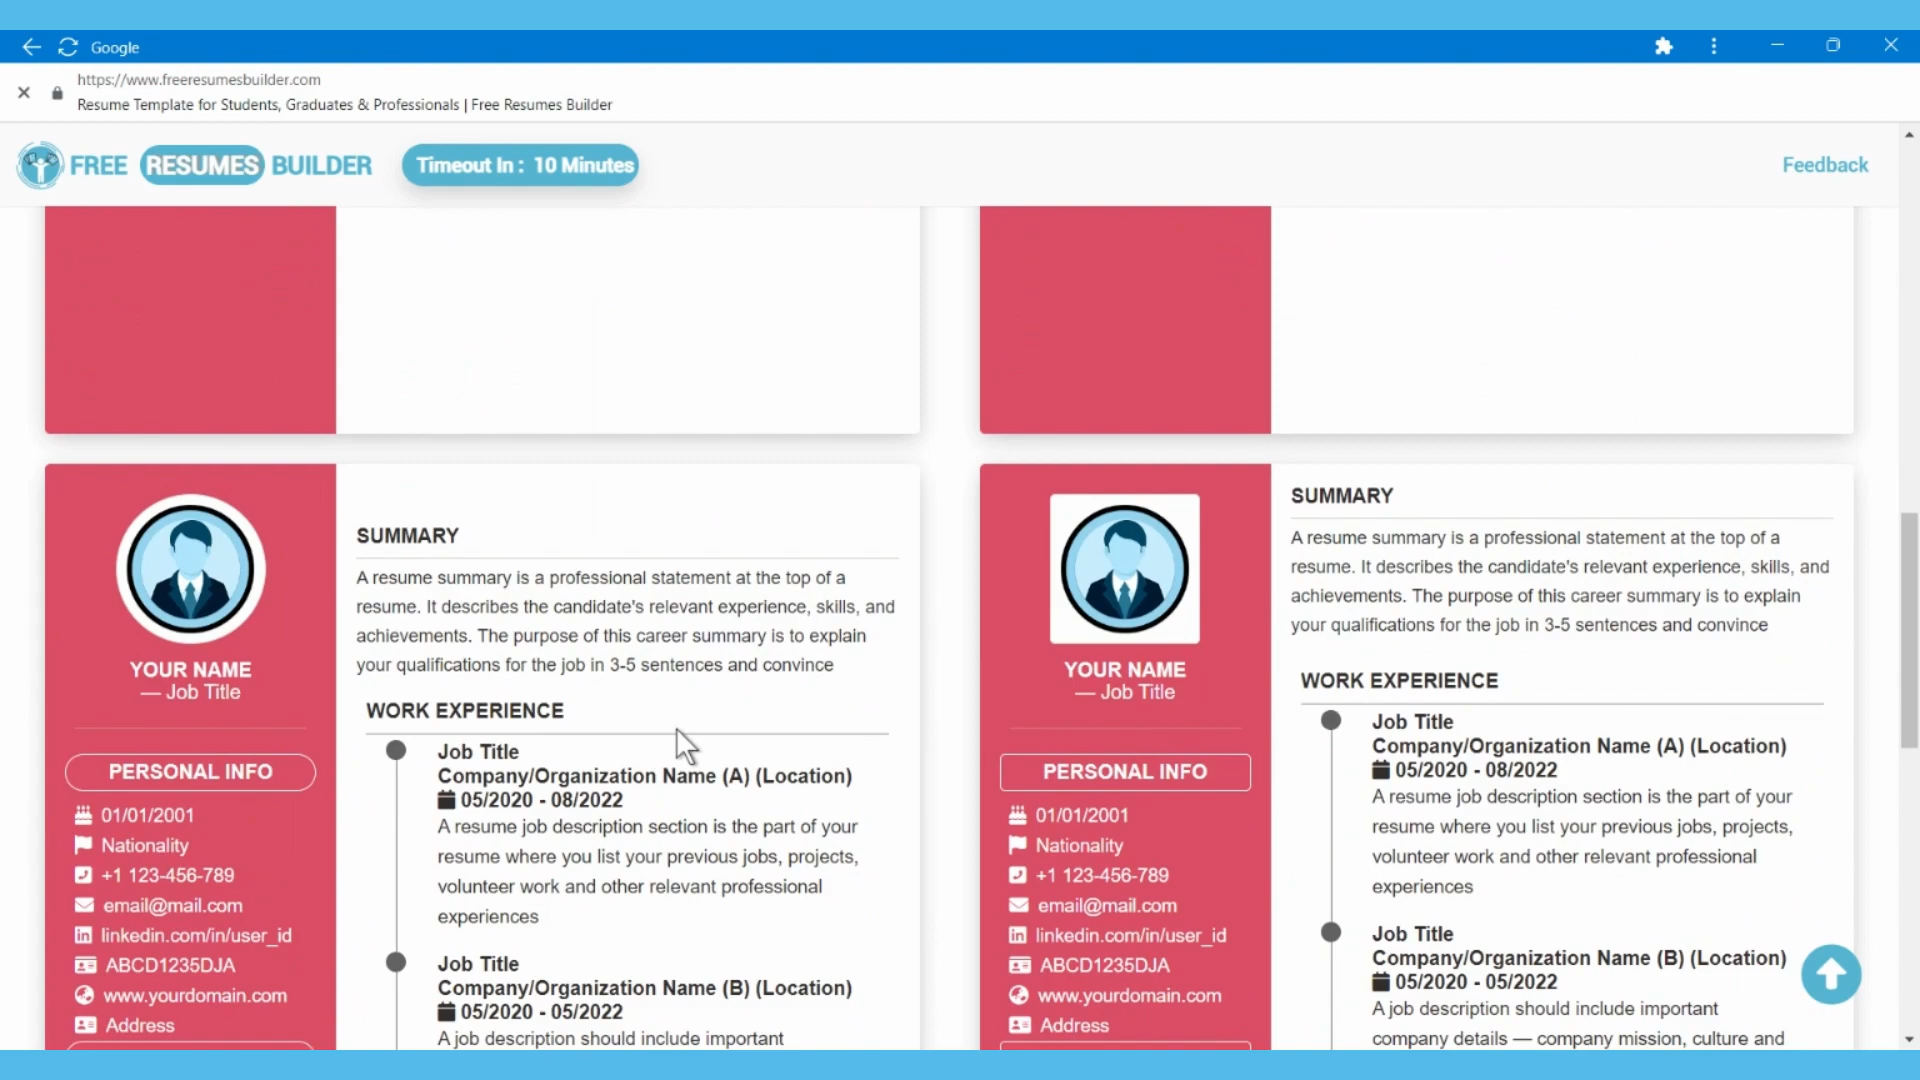 Google
https://www.freeresumesbuilder.com
Resume Template for Students, Graduates & Professionals | Free Resumes Builder
FREE RESUMES BUILDER
Timeout In : 10 Minutes
Feedback
YOUR NAME
— Job Title
PERSONAL INFO
01/01/2001
Nationality
+1 123-456-789
email@mail.com
linkedin.com/in/user_id
ABCD1235DJA
www.yourdomain.com
Address
SUMMARY
A resume summary is a professional statement at the top of a
resume. It describes the candidate's relevant experience, skills, and
achievements. The purpose of this career summary is to explain
your qualifications for the job in 3-5 sentences and convince
WORK EXPERIENCE
Job Title
Company/Organization Name (A) (Location)
05/2020 - 08/2022
A resume job description section is the part of your
resume where you list your previous jobs, projects,
volunteer work and other relevant professional
experiences
Job Title
Company/Organization Name (B) (Location)
05/2020 - 05/2022
A job description should include important
YOUR NAME
— Job Title
PERSONAL INFO
01/01/2001
Nationality
+1 123-456-789
email@mail.com
linkedin.com/in/user_id
ABCD1235DJA
www.yourdomain.com
Address
SUMMARY
A resume summary is a professional statement at the top of a
resume. It describes the candidate's relevant experience, skills, and
achievements. The purpose of this career summary is to explain
your qualifications for the job in 3-5 sentences and convince
WORK EXPERIENCE
Job Title
Company/Organization Name (A) (Location)
05/2020 - 08/2022
A resume job description section is the part of your
resume where you list your previous jobs, projects,
volunteer work and other relevant professional
experiences
Job Title
Company/Organization Name (B) (Location)
05/2020 - 05/2022
A job description should include important
company details — company mission, culture and